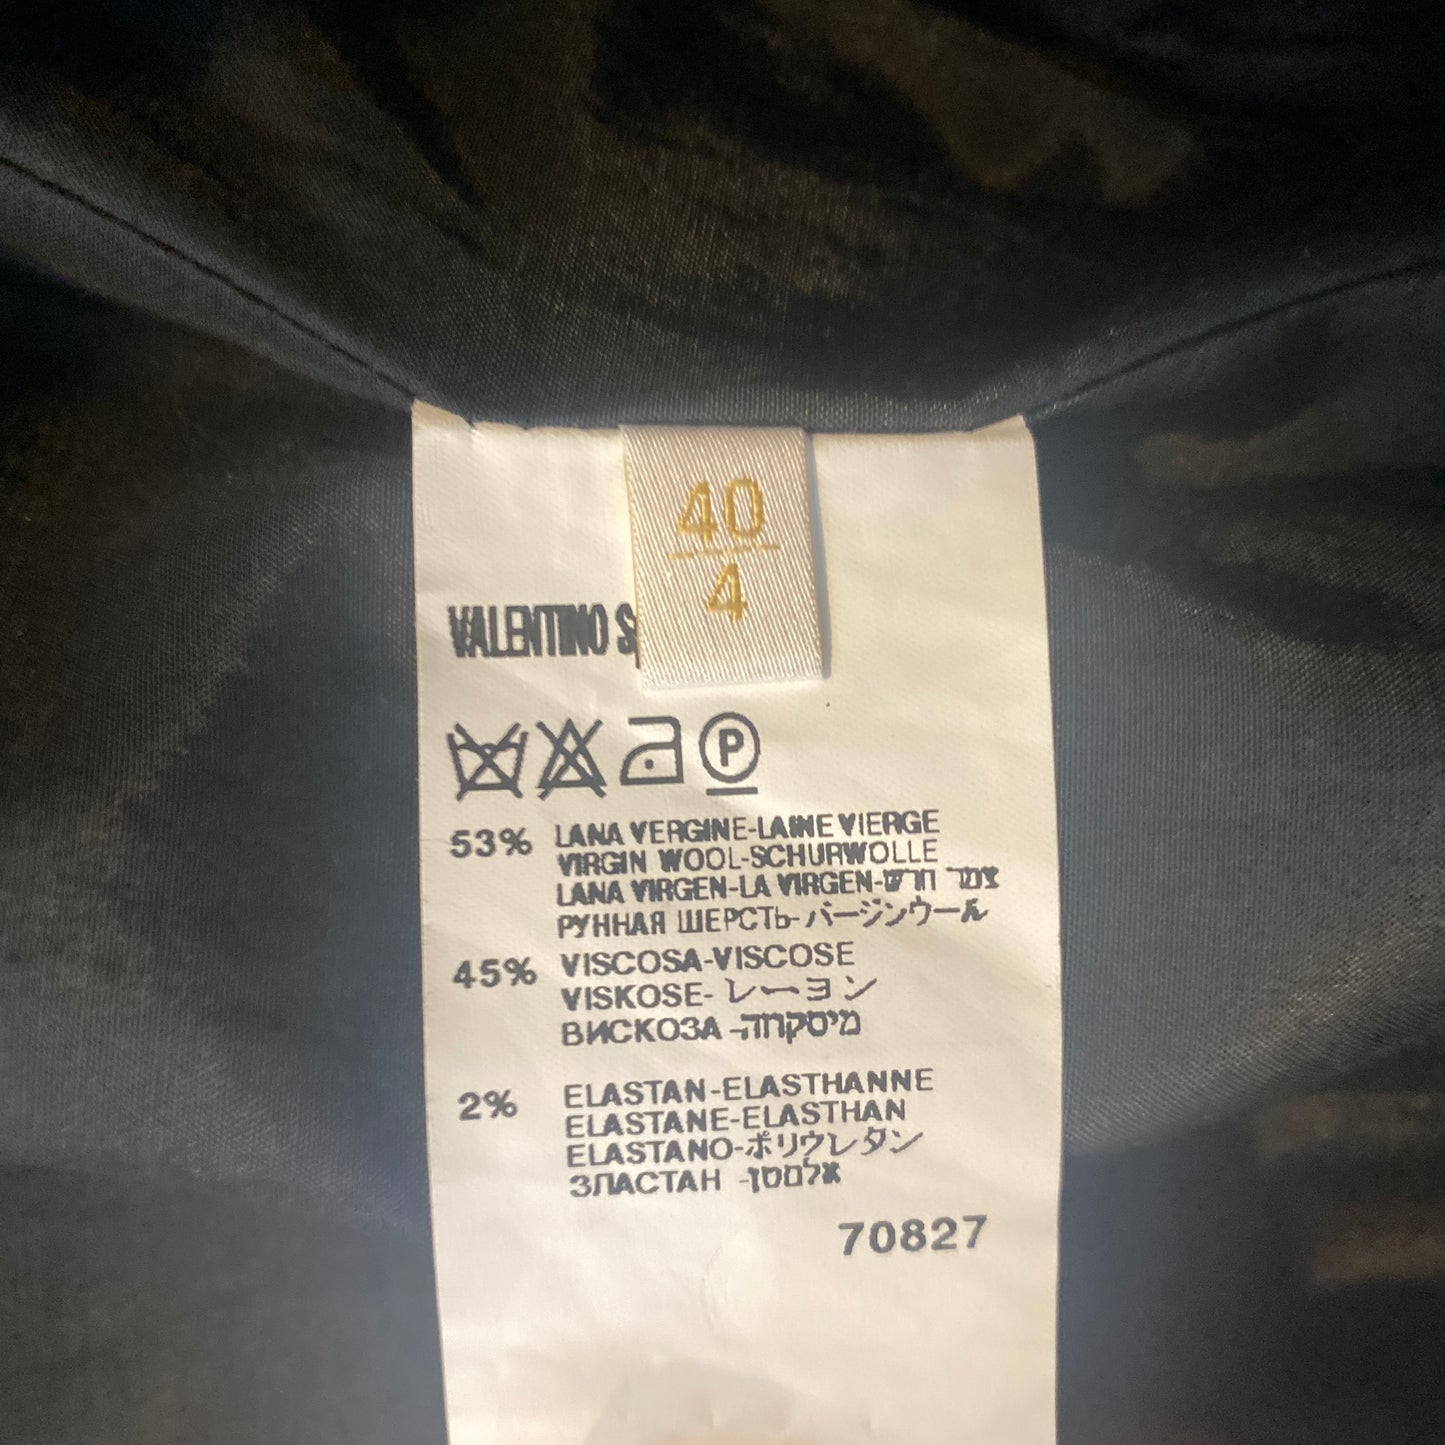 40
4
VALENTINO S
P
53% LANA VERGINE-LAINE VIERGE
VIRGIN WOOL-SCHURWOLLE
LANA VIRGEN-LA VIRGEN-צמר חדש
РУННАЯ ШЕРСТЬ-バージンウール
45% VISCOSA-VISCOSE
VISKOSE-レーヨン
ВИСКОЗА-
2% ELASTAN-ELASTHANNE
ELASTANE-ELASTHAN
ELASTANO-ポリウレタン
ЭЛАСТАН -אלסטן
70827